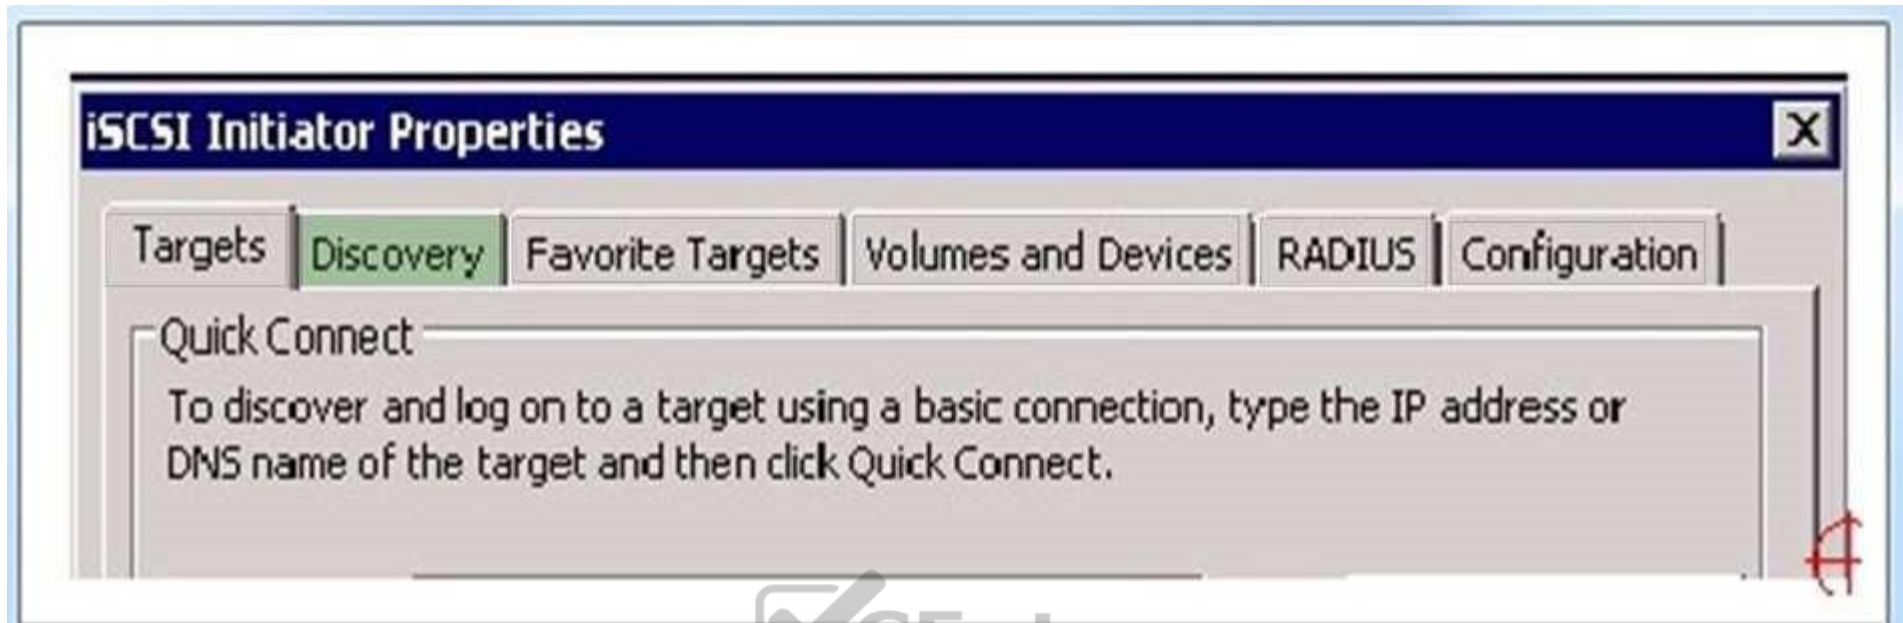 iSCSI Initiator Properties
X
Targets Discovery Favorite Targets Volumes and Devices RADIUS Configuration
Quick Connect
To discover and log on to a target using a basic connection, type the IP address or
DNS name of the target and then click Quick Connect.